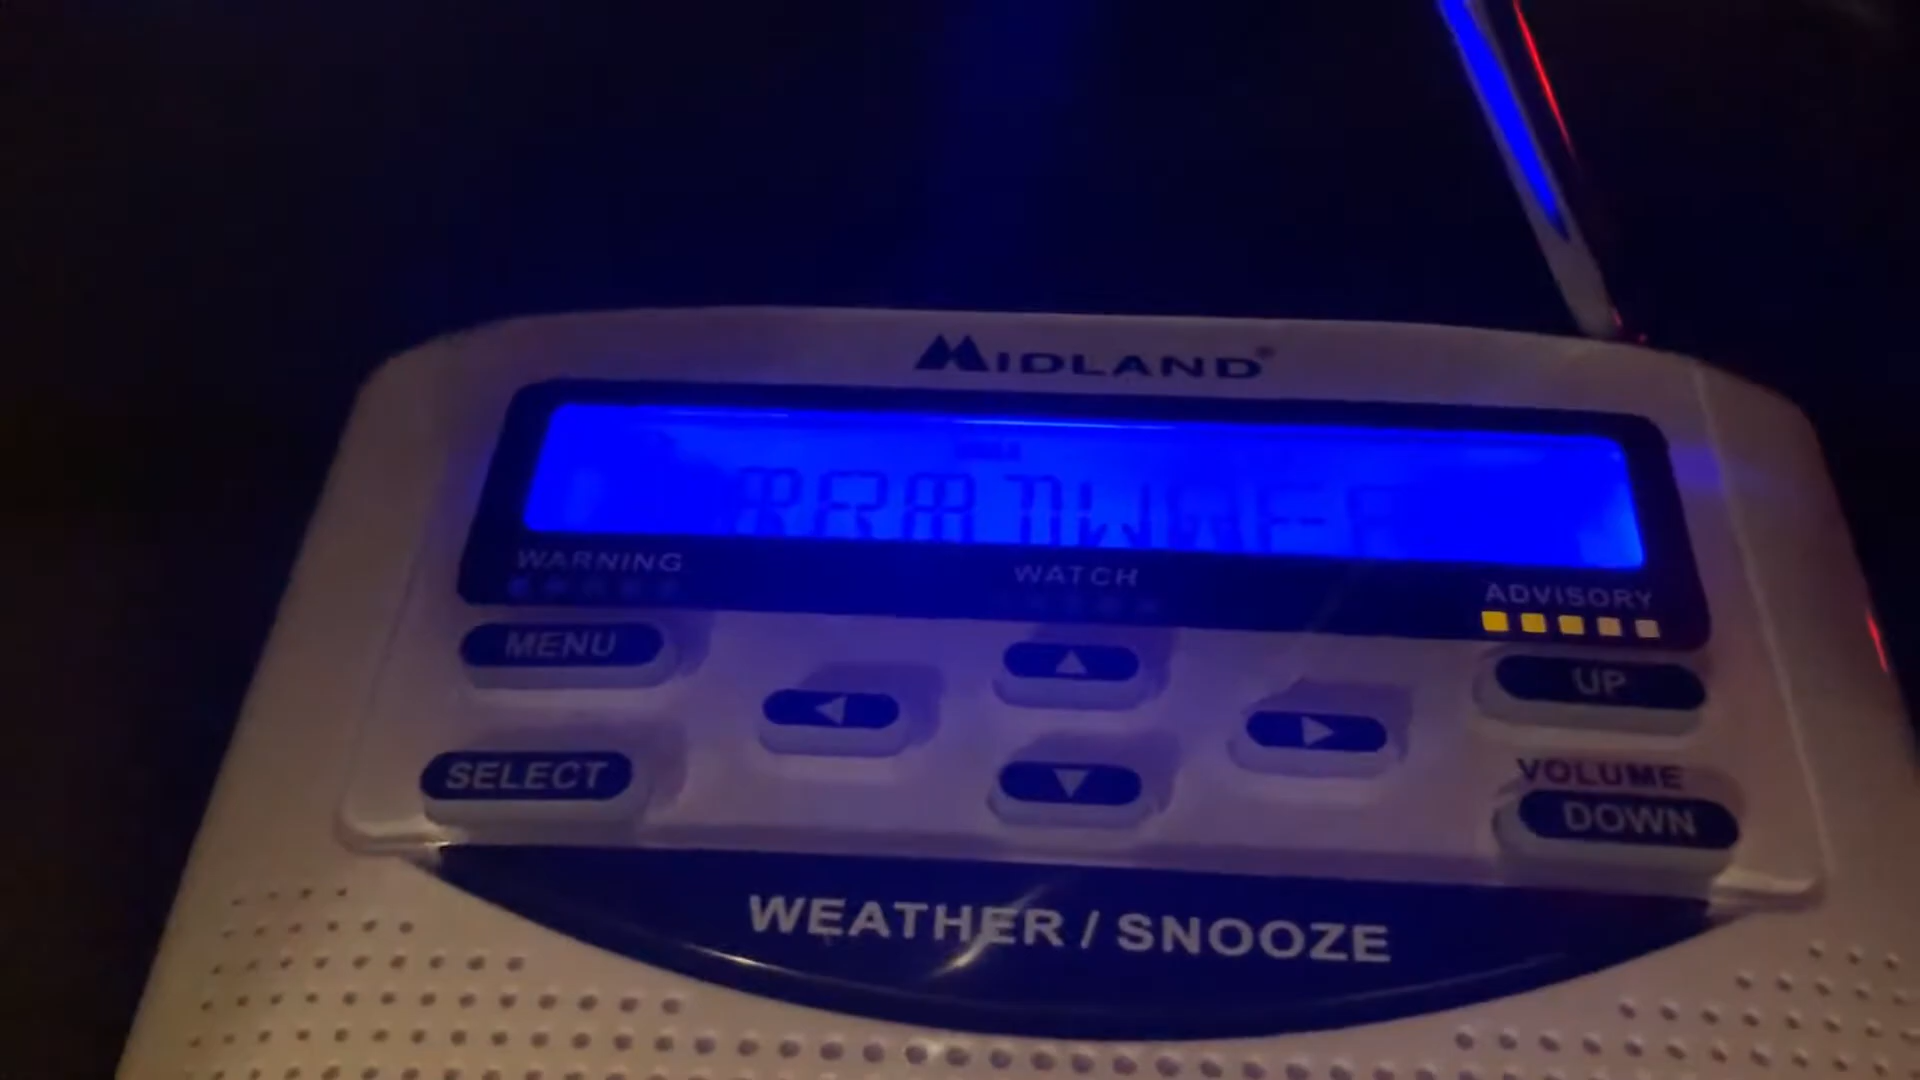 MIDLAND®
WARNING
WATCH
ADVISORY
MENU
UP
SELECT
VOLUME
DOWN
WEATHER / SNOOZE